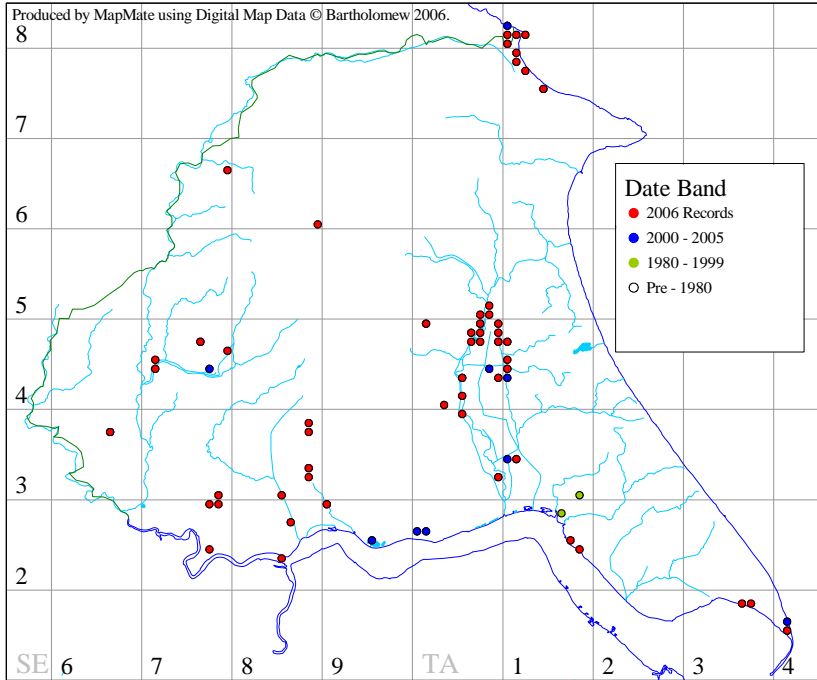 Produced by MapMate using Digital Map Data © Bartholomew 2006.
8
7
6
5
4
3
2
Date Band
2006 Records
2000 - 2005
1980 - 1999
Pre - 1980
SE 6 7 8 9 TA 1 2 3 4